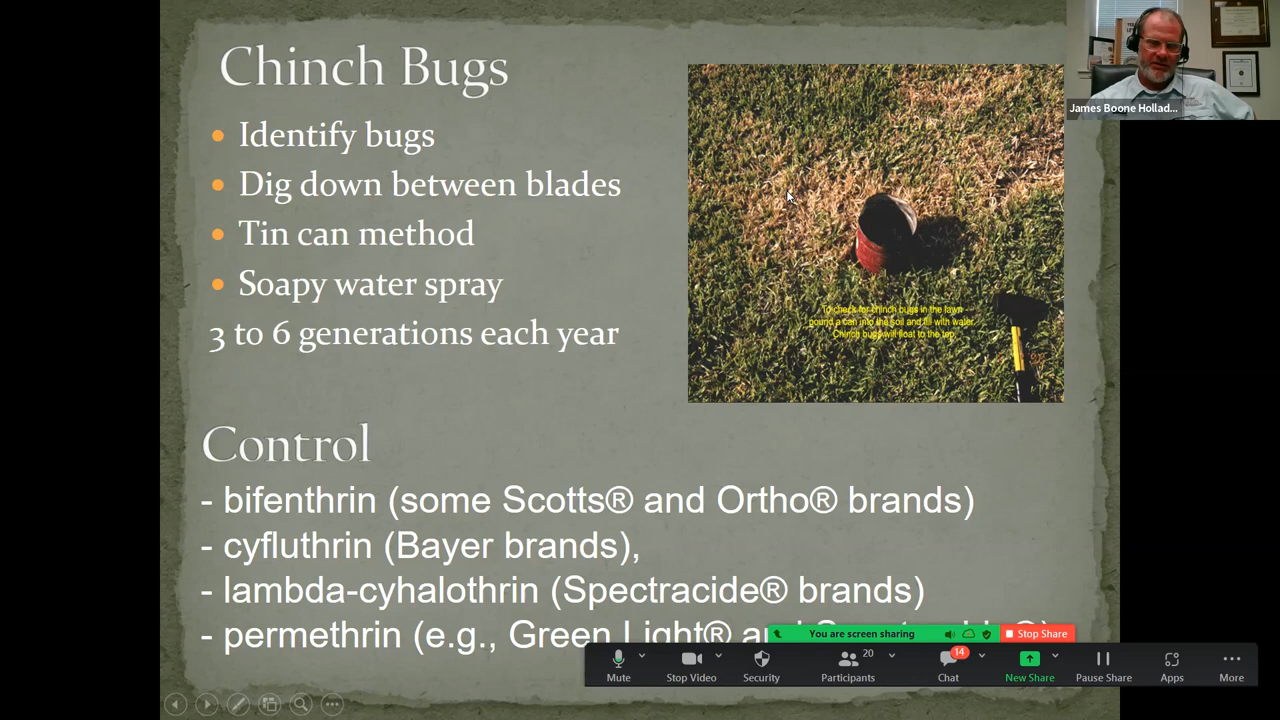 Chinch Bugs
Identify bugs
Dig down between blades
Tin can method
Soapy water spray
3 to 6 generations each year
To check for chinch bugs in the lawn
pound a can into the soil and fill with water.
Chinch bugs will float to the top.
James Boone Hollad...
Control
- bifenthrin (some Scotts® and Ortho® brands)
- cyfluthrin (Bayer brands),
- lambda-cyhalothrin (Spectracide® brands)
- permethrin (e.g., Green Light® and
You are screen sharing
Stop Share
20
14
Mute
Stop Video
Security
Participants
Chat
New Share
Pause Share
Apps
More